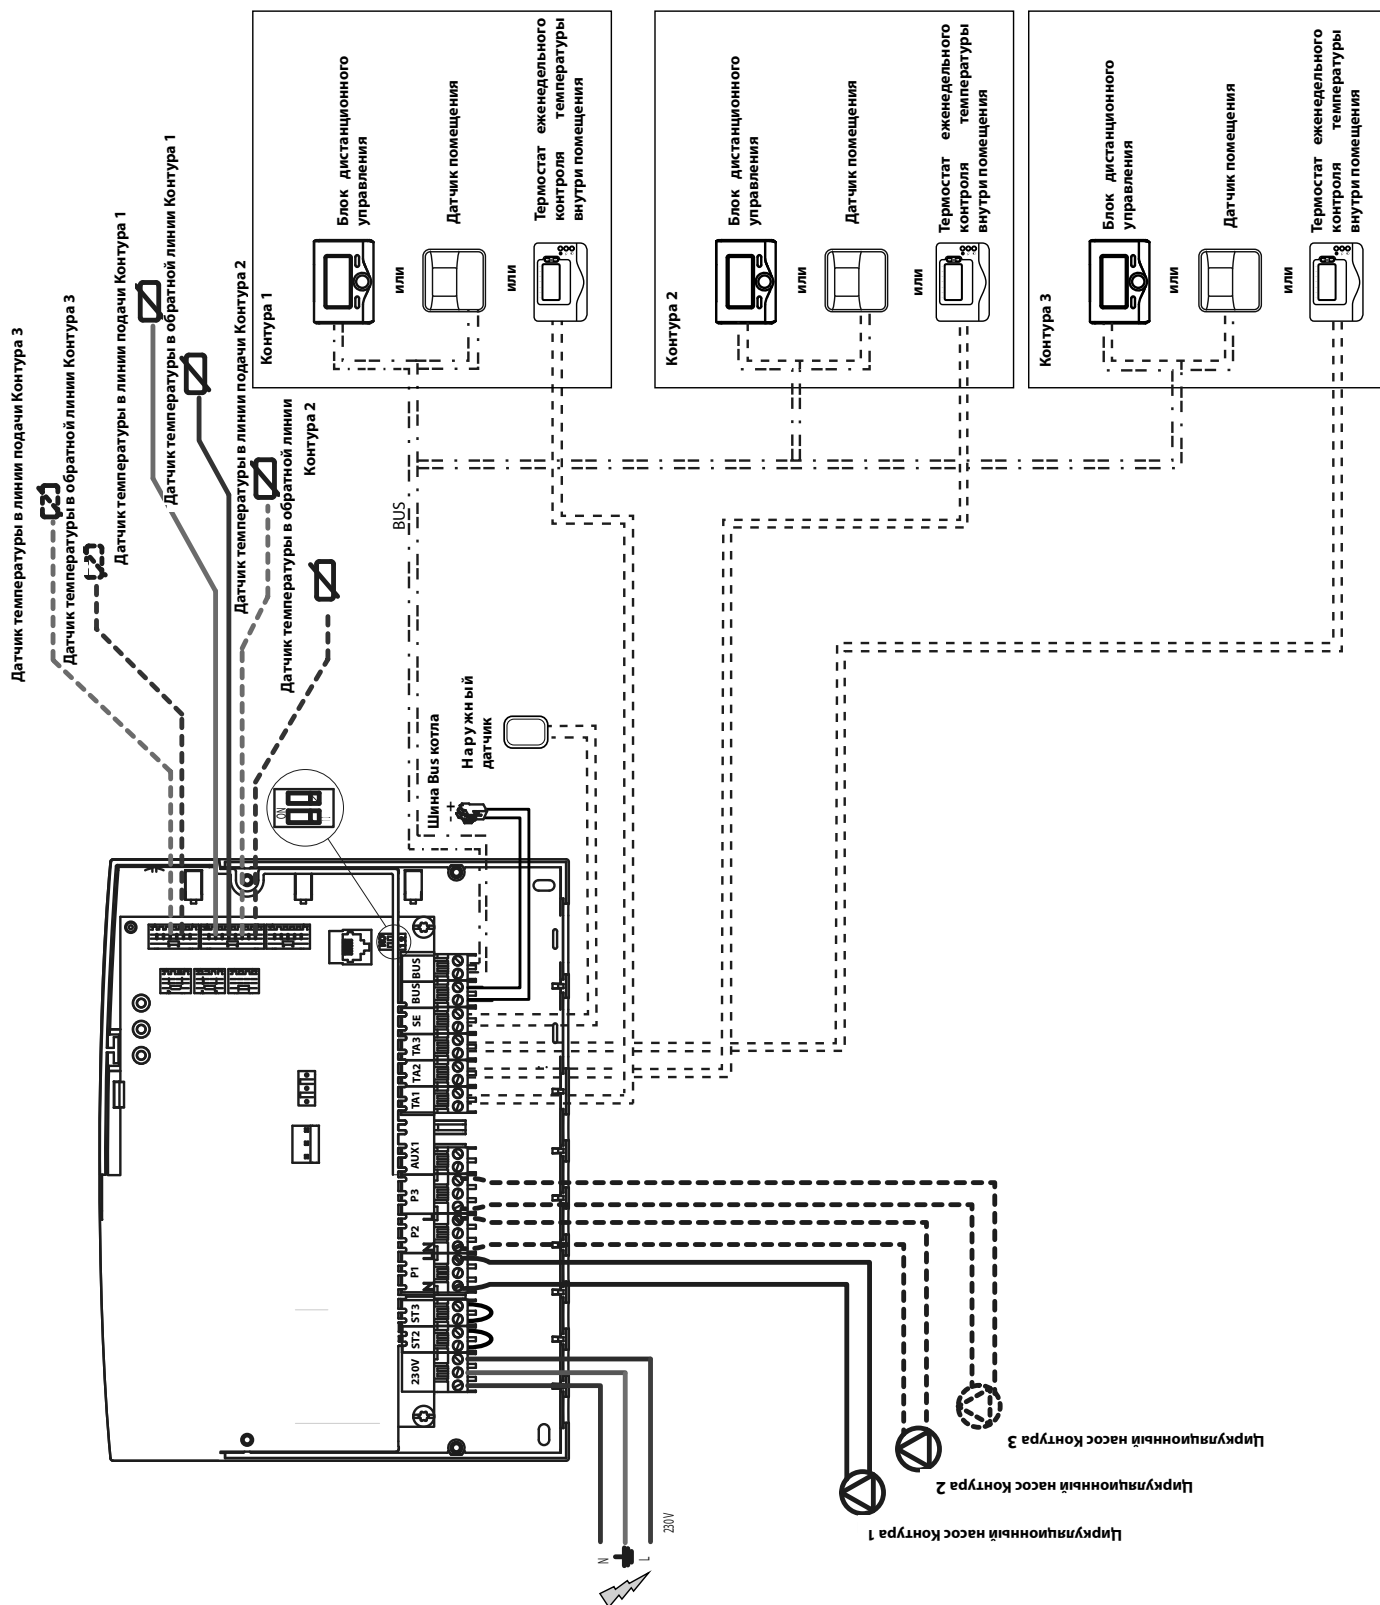 Датчик температуры в линии подачи Контура 3
Датчик температуры в обратной линии Контура 3
Датчик температуры в линии подачи Контура 1
Датчик температуры в обратной линии Контура 1
Датчик температуры в линии подачи Контура 2
Датчик температуры в обратной линии
Контура 2
Контура 1
Блок дистанционного
управления
или
Датчик помещения
или
Термостат еженедельного
контроля температуры
внутри помещения
Контура 2
Блок дистанционного
управления
или
Датчик помещения
или
Термостат еженедельного
контроля температуры
внутри помещения
Контура 3
Блок дистанционного
управления
или
Датчик помещения
или
Термостат еженедельного
контроля температуры
внутри помещения
BUS
Шина Bus котла
- +
Наружный
датчик
ON
230V
ST2
ST3
P1
P2
P3
AUX1
TA1
TA2
TA3
SE
BUS
BUS
N
L
N
L
N
L
230V
Циркуляционный насос Контура 1
Циркуляционный насос Контура 2
Циркуляционный насос Контура 3